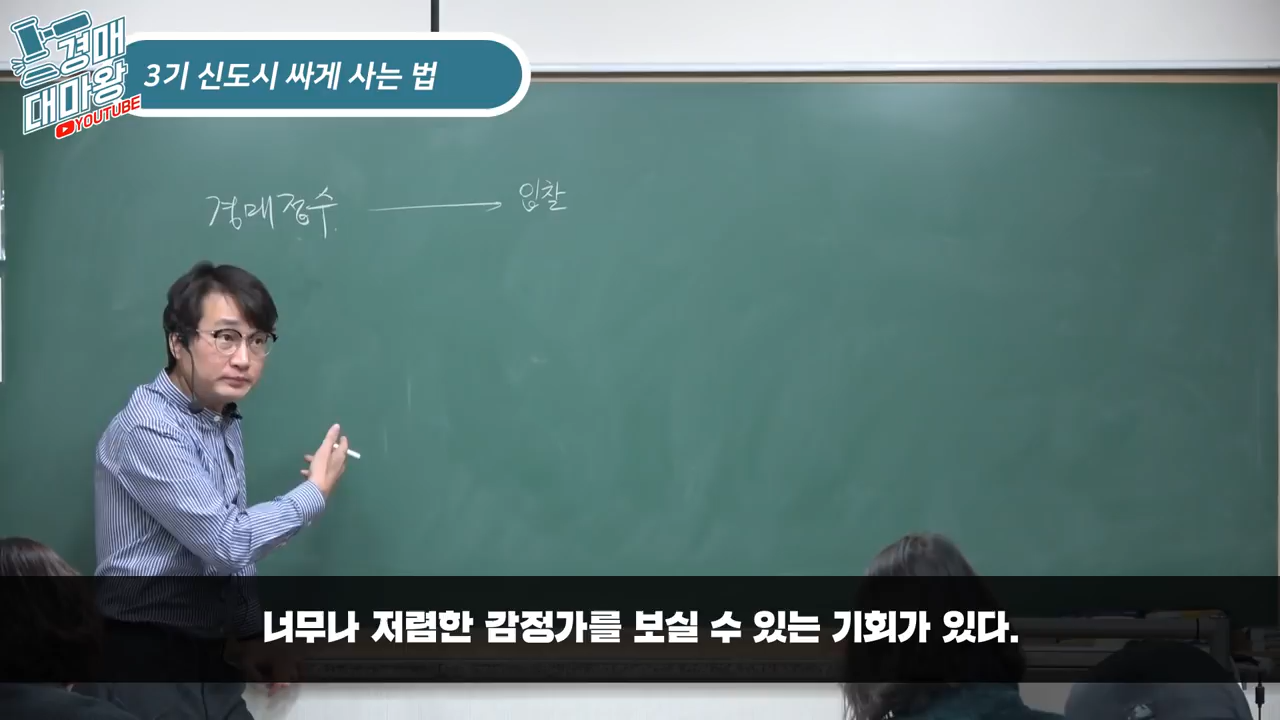 경매
대마왕
YOUTUBE
3기 신도시 싸게 사는 법
경매접수 → 입찰
너무나 저렴한 감정가를 보실 수 있는 기회가 있다.